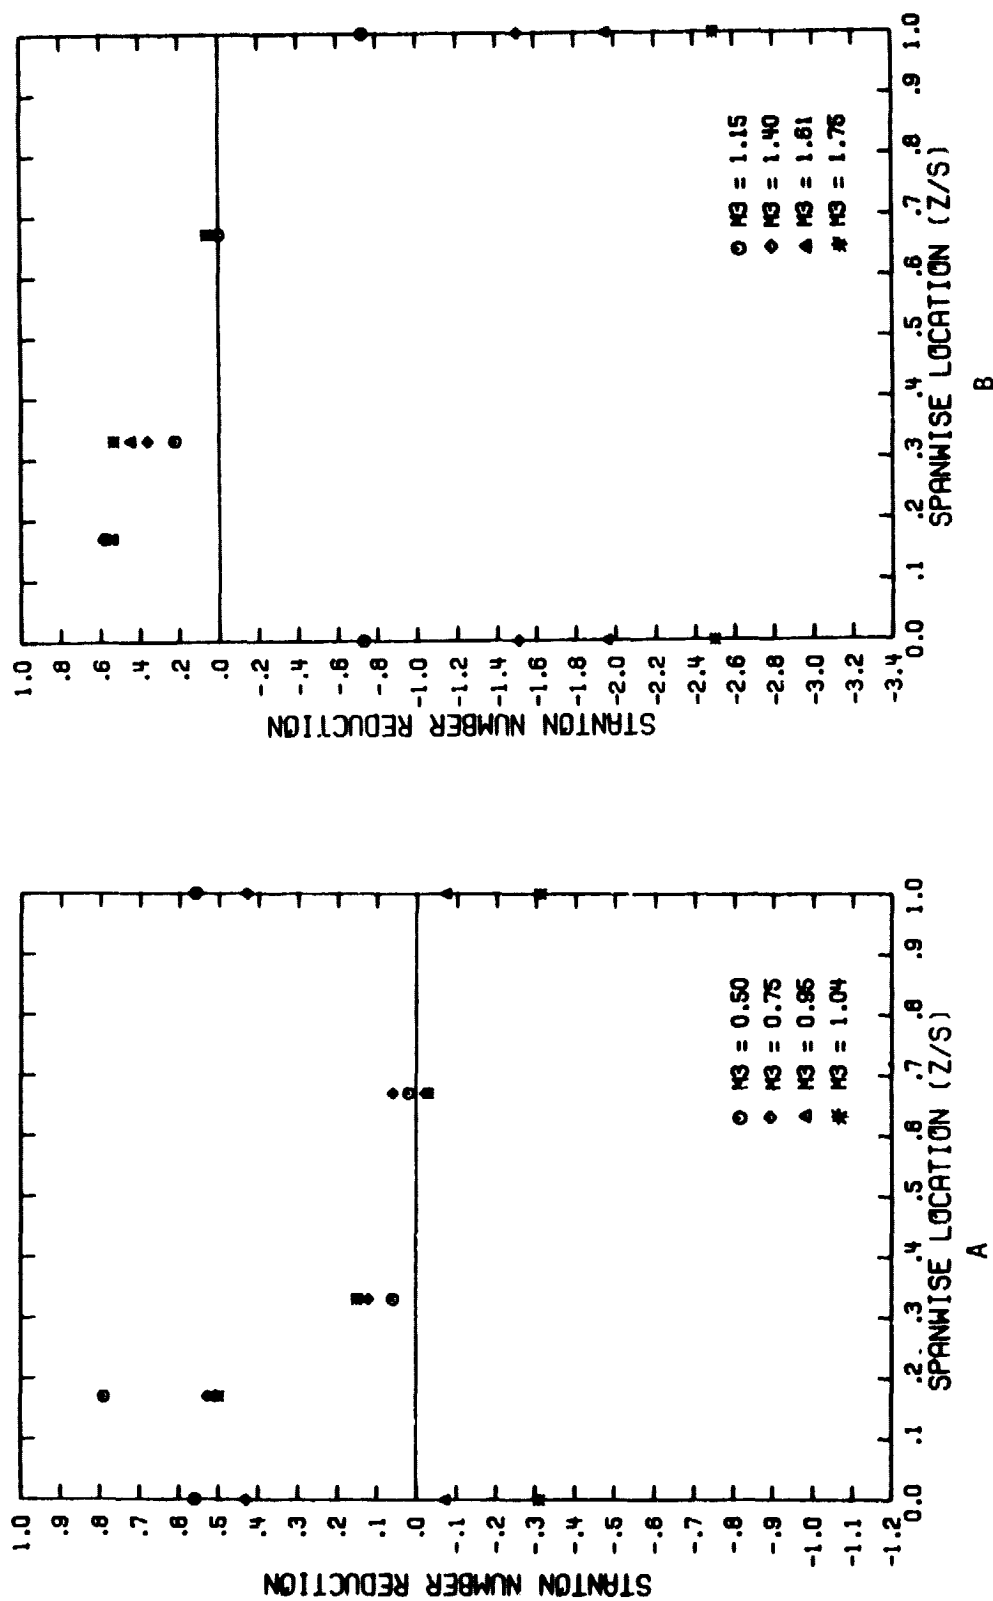 STANTON NUMBER REDUCTION
1.0
.9
.8
.7
.6
.5
.4
.3
.2
.1
.0
-.1
-.2
-.3
-.4
-.5
-.6
-.7
-.8
-.9
-1.0
-1.1
-1.2
M3 = 0.50
M3 = 0.75
M3 = 0.95
M3 = 1.04
0.0 .1 .2 .3 .4 .5 .6 .7 .8 .9 1.0
SPANWISE LOCATION (Z/S)
A
STANTON NUMBER REDUCTION
1.0
.8
.6
.4
.2
.0
-.2
-.4
-.6
-.8
-1.0
-1.2
-1.4
-1.6
-1.8
-2.0
-2.2
-2.4
-2.6
-2.8
-3.0
-3.2
-3.4
M3 = 1.15
M3 = 1.40
M3 = 1.61
M3 = 1.76
0.0 .1 .2 .3 .4 .5 .6 .7 .8 .9 1.0
SPANWISE LOCATION (Z/S)
B